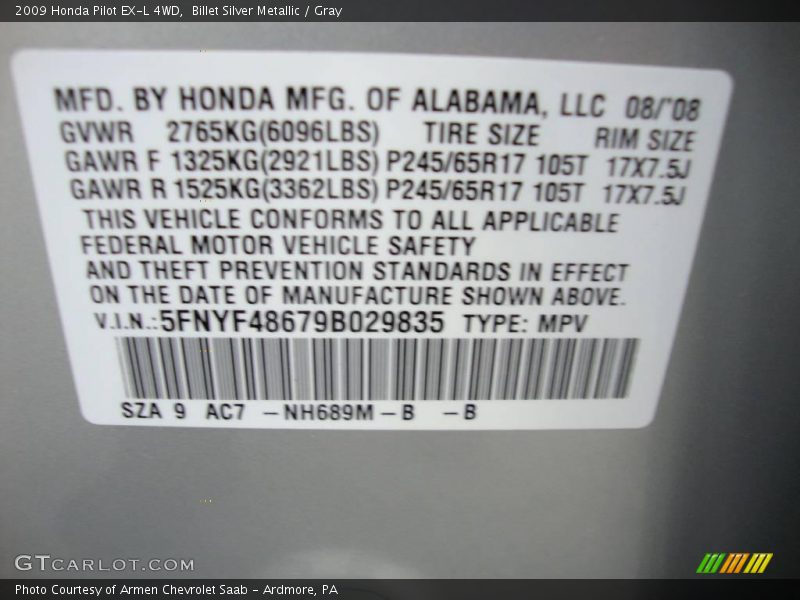 2009 Honda Pilot EX-L 4WD,  Billet Silver Metallic / Gray
MFD. BY HONDA MFG. OF ALABAMA, LLC 08/'08
GVWR 2765KG(6096LBS) TIRE SIZE RIM SIZE
GAWR F 1325KG(2921LBS) P245/65R17 105T 17X7.5J
GAWR R 1525KG(3362LBS) P245/65R17 105T 17X7.5J
THIS VEHICLE CONFORMS TO ALL APPLICABLE
FEDERAL MOTOR VEHICLE SAFETY
AND THEFT PREVENTION STANDARDS IN EFFECT
ON THE DATE OF MANUFACTURE SHOWN ABOVE.
V.I.N.:5FNYF48679B029835 TYPE: MPV
SZA 9 AC7 -NH689M-B -B
GTCARLOT.COM
Photo Courtesy of Armen Chevrolet Saab - Ardmore, PA